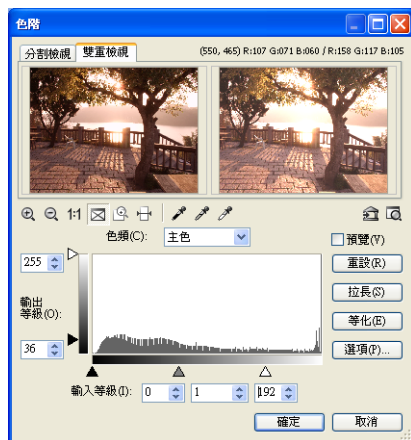 色階
分割檢視 雙重檢視 (550, 465) R:107 G:071 B:060 / R:158 G:117 B:105
1:1
色頻(C): 主色
預覽(V)
255
重設(R)
拉長(S)
輸出
等級(O):
等化(E)
36
選項(P)...
輸入等級(I): 0 1 192
確定 取消